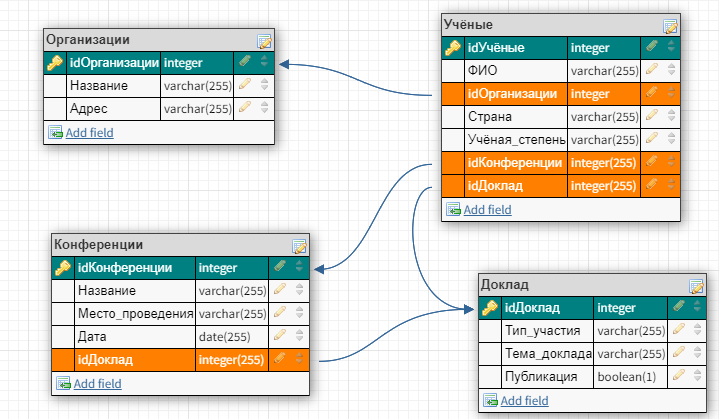 Организации
idОрганизации integer
Название varchar(255)
Адрес varchar(255)
Add field
Учёные
idУчёные integer
ФИО varchar(255)
idОрганизации integer
Страна varchar(255)
Учёная_степень varchar(255)
idКонференции integer(255)
idДоклад integer(255)
Add field
Конференции
idКонференции integer
Название varchar(255)
Место_проведения varchar(255)
Дата date(255)
idДоклад integer(255)
Add field
Доклад
idДоклад integer
Тип_участия varchar(255)
Тема_доклада varchar(255)
Публикация boolean(1)
Add field